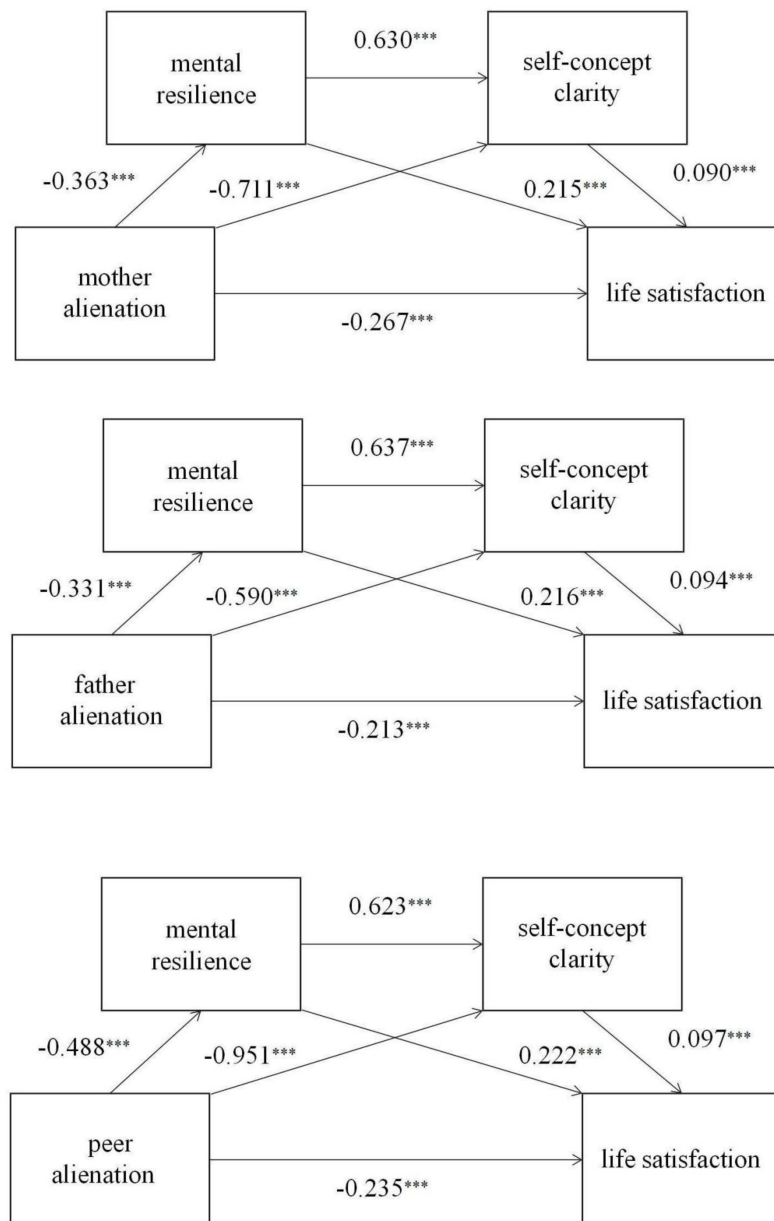 0.630***
mental
resilience
self-concept
clarity
-0.363***
-0.711***
0.215***
0.090***
mother
alienation
life satisfaction
-0.267***
0.637***
mental
resilience
self-concept
clarity
-0.331***
-0.590***
0.216***
0.094***
father
alienation
life satisfaction
-0.213***
0.623***
mental
resilience
self-concept
clarity
-0.488***
-0.951***
0.222***
0.097***
peer
alienation
life satisfaction
-0.235***